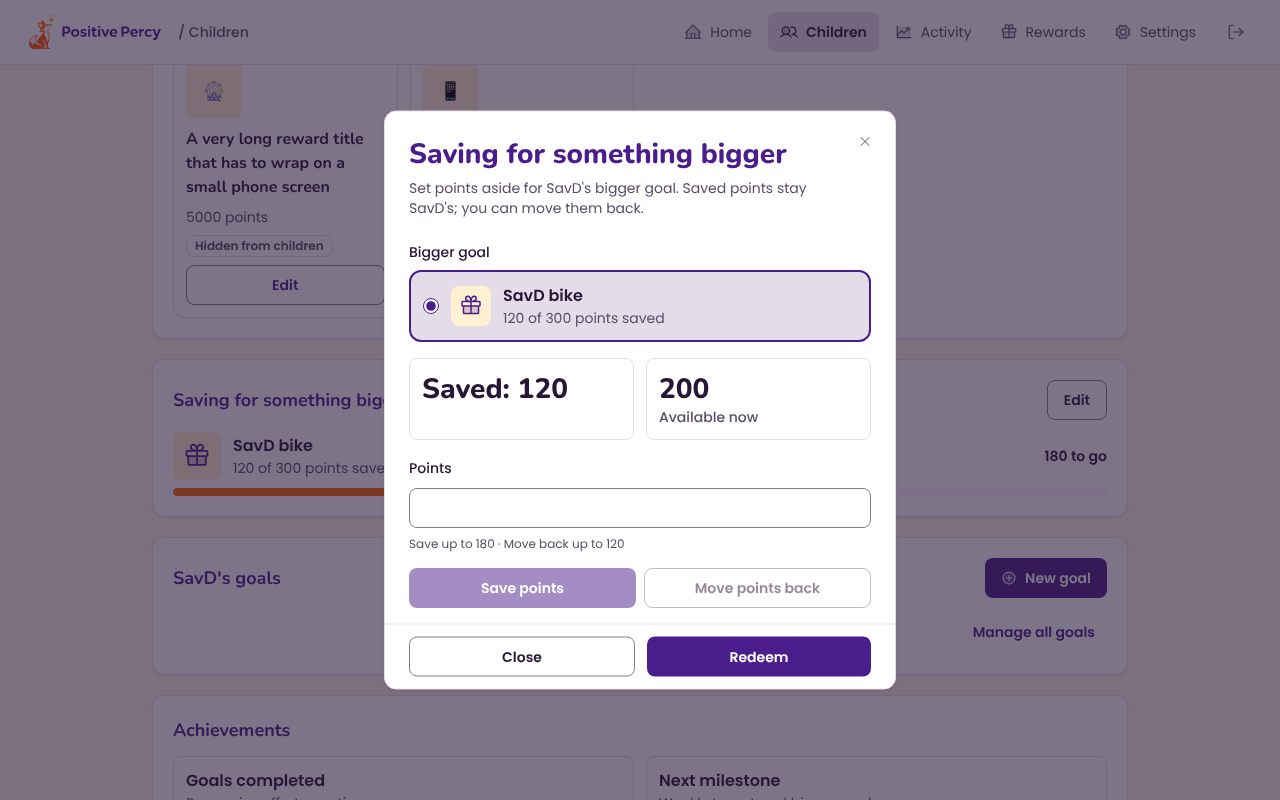 Positive Percy / Children
Home
Children
Activity
Rewards
Settings
A very long reward title
that has to wrap on a
small phone screen
5000 points
Hidden from children
Edit
Saving for something bigger
Set points aside for SavD's bigger goal. Saved points stay
SavD's; you can move them back.
Bigger goal
SavD bike
120 of 300 points saved
Saved: 120
200
Available now
Points
Save up to 180 · Move back up to 120
Save points
Move points back
Close
Redeem
Saving for something big
Edit
SavD bike
120 of 300 points save
180 to go
SavD's goals
New goal
Manage all goals
Achievements
Goals completed
Next milestone